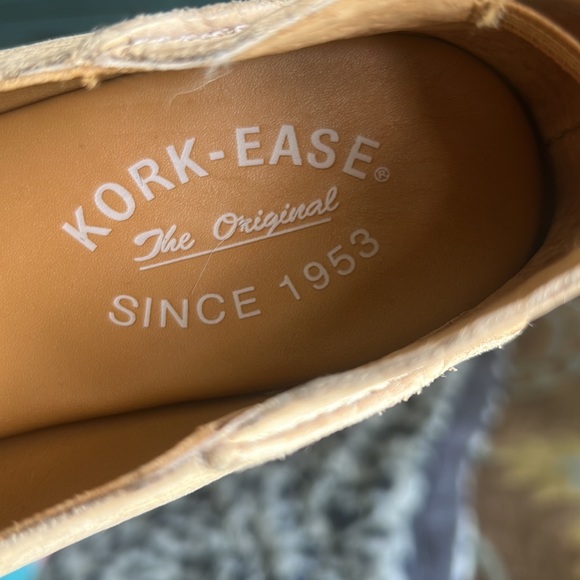 KORK-EASE®
The Original
SINCE 1953